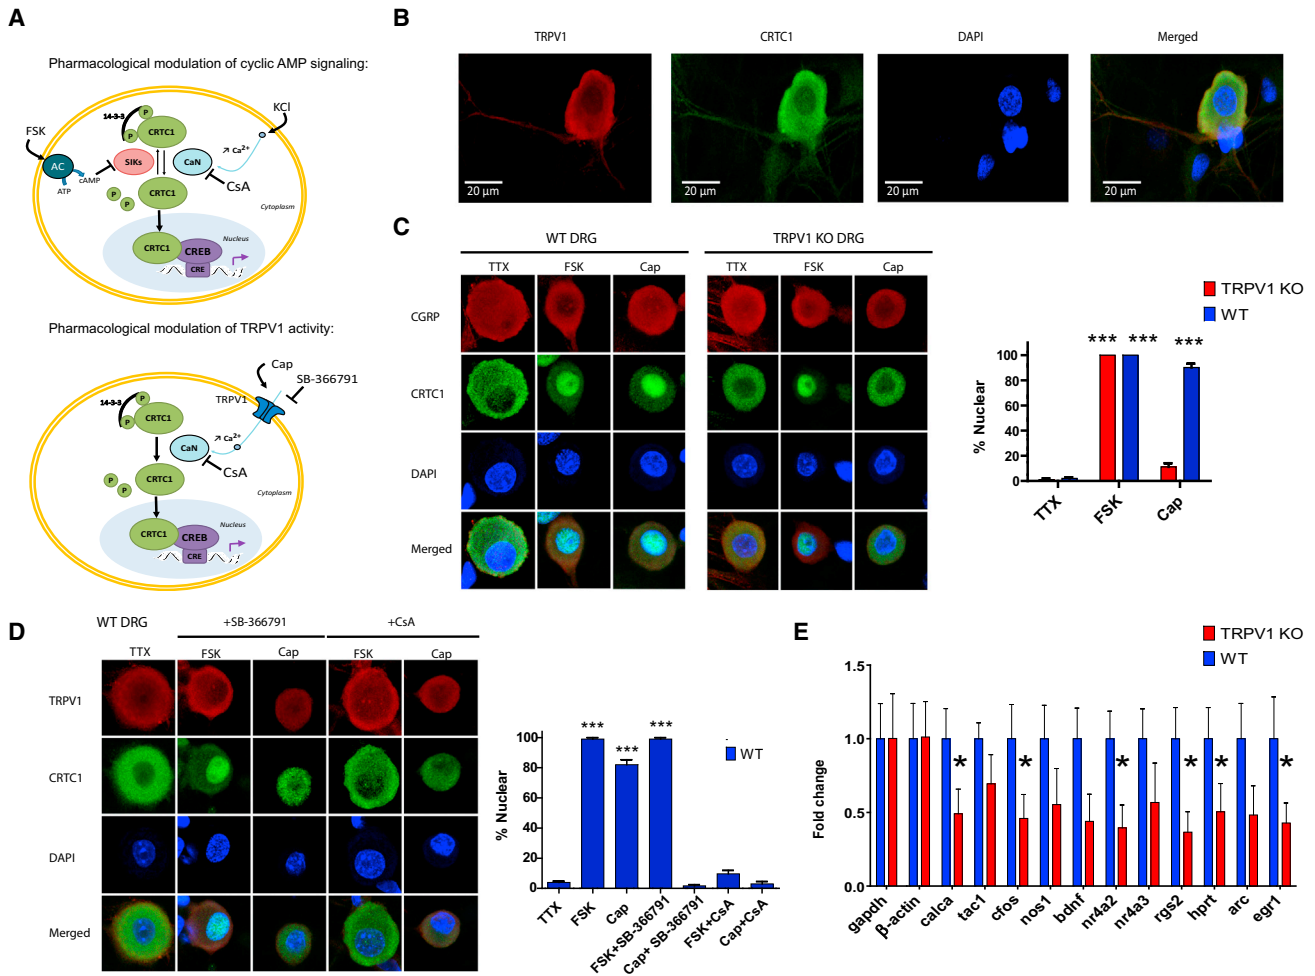 A
Pharmacological modulation of cyclic AMP signaling:
FSK
AC
ATP
cAMP
14-3-3
P
P
CRTC1
SIKs
CaN
↗ Ca²⁺
KCl
CsA
P
P
CRTC1
Cytoplasm
Nucleus
CRTC1
CREB
CRE
Pharmacological modulation of TRPV1 activity:
Cap
SB-366791
TRPV1
14-3-3
P
P
CRTC1
CaN
↗ Ca²⁺
CsA
P
P
CRTC1
Cytoplasm
Nucleus
CRTC1
CREB
CRE
B
TRPV1 CRTC1 DAPI Merged
20 µm 20 µm 20 µm 20 µm
C
WT DRG TRPV1 KO DRG
TTX FSK Cap TTX FSK Cap
CGRP
CRTC1
DAPI
Merged
TRPV1 KO
WT
*** *** ***
% Nuclear
100
80
60
40
20
0
TTX FSK Cap
D
WT DRG +SB-366791 +CsA
TTX FSK Cap FSK Cap
TRPV1
CRTC1
DAPI
Merged
WT
*** *** ***
% Nuclear
100
80
60
40
20
0
TTX FSK Cap FSK+SB-366791 Cap+ SB-366791 FSK+CsA Cap+CsA
E
TRPV1 KO
WT
Fold change
1.5
1.0
0.5
0.0
* * * * * *
gapdh β-actin calca tac1 cfos nos1 bdnf nr4a2 nr4a3 rgs2 hprt arc egr1